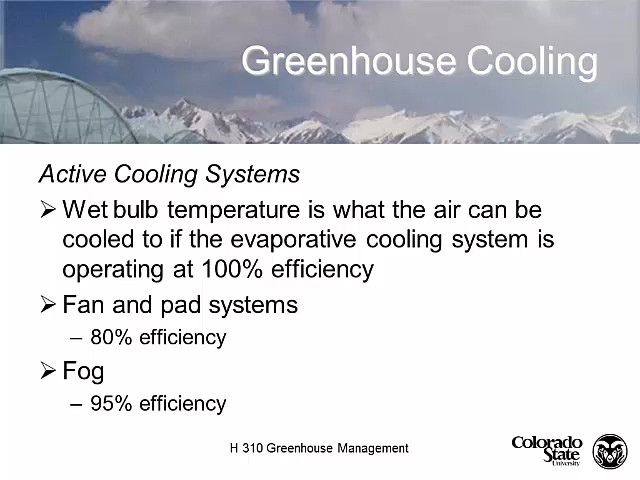 Greenhouse Cooling
Active Cooling Systems
➢ Wet bulb temperature is what the air can be
cooled to if the evaporative cooling system is
operating at 100% efficiency
➢ Fan and pad systems
– 80% efficiency
➢ Fog
– 95% efficiency
H 310 Greenhouse Management
Colorado
State
University